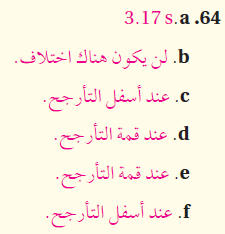 64. a. 3.17 s
b. لن يكون هناك اختلاف.
c. عند أسفل التأرجح.
d. عند قمة التأرجح.
e. عند قمة التأرجح.
f. عند أسفل التأرجح.